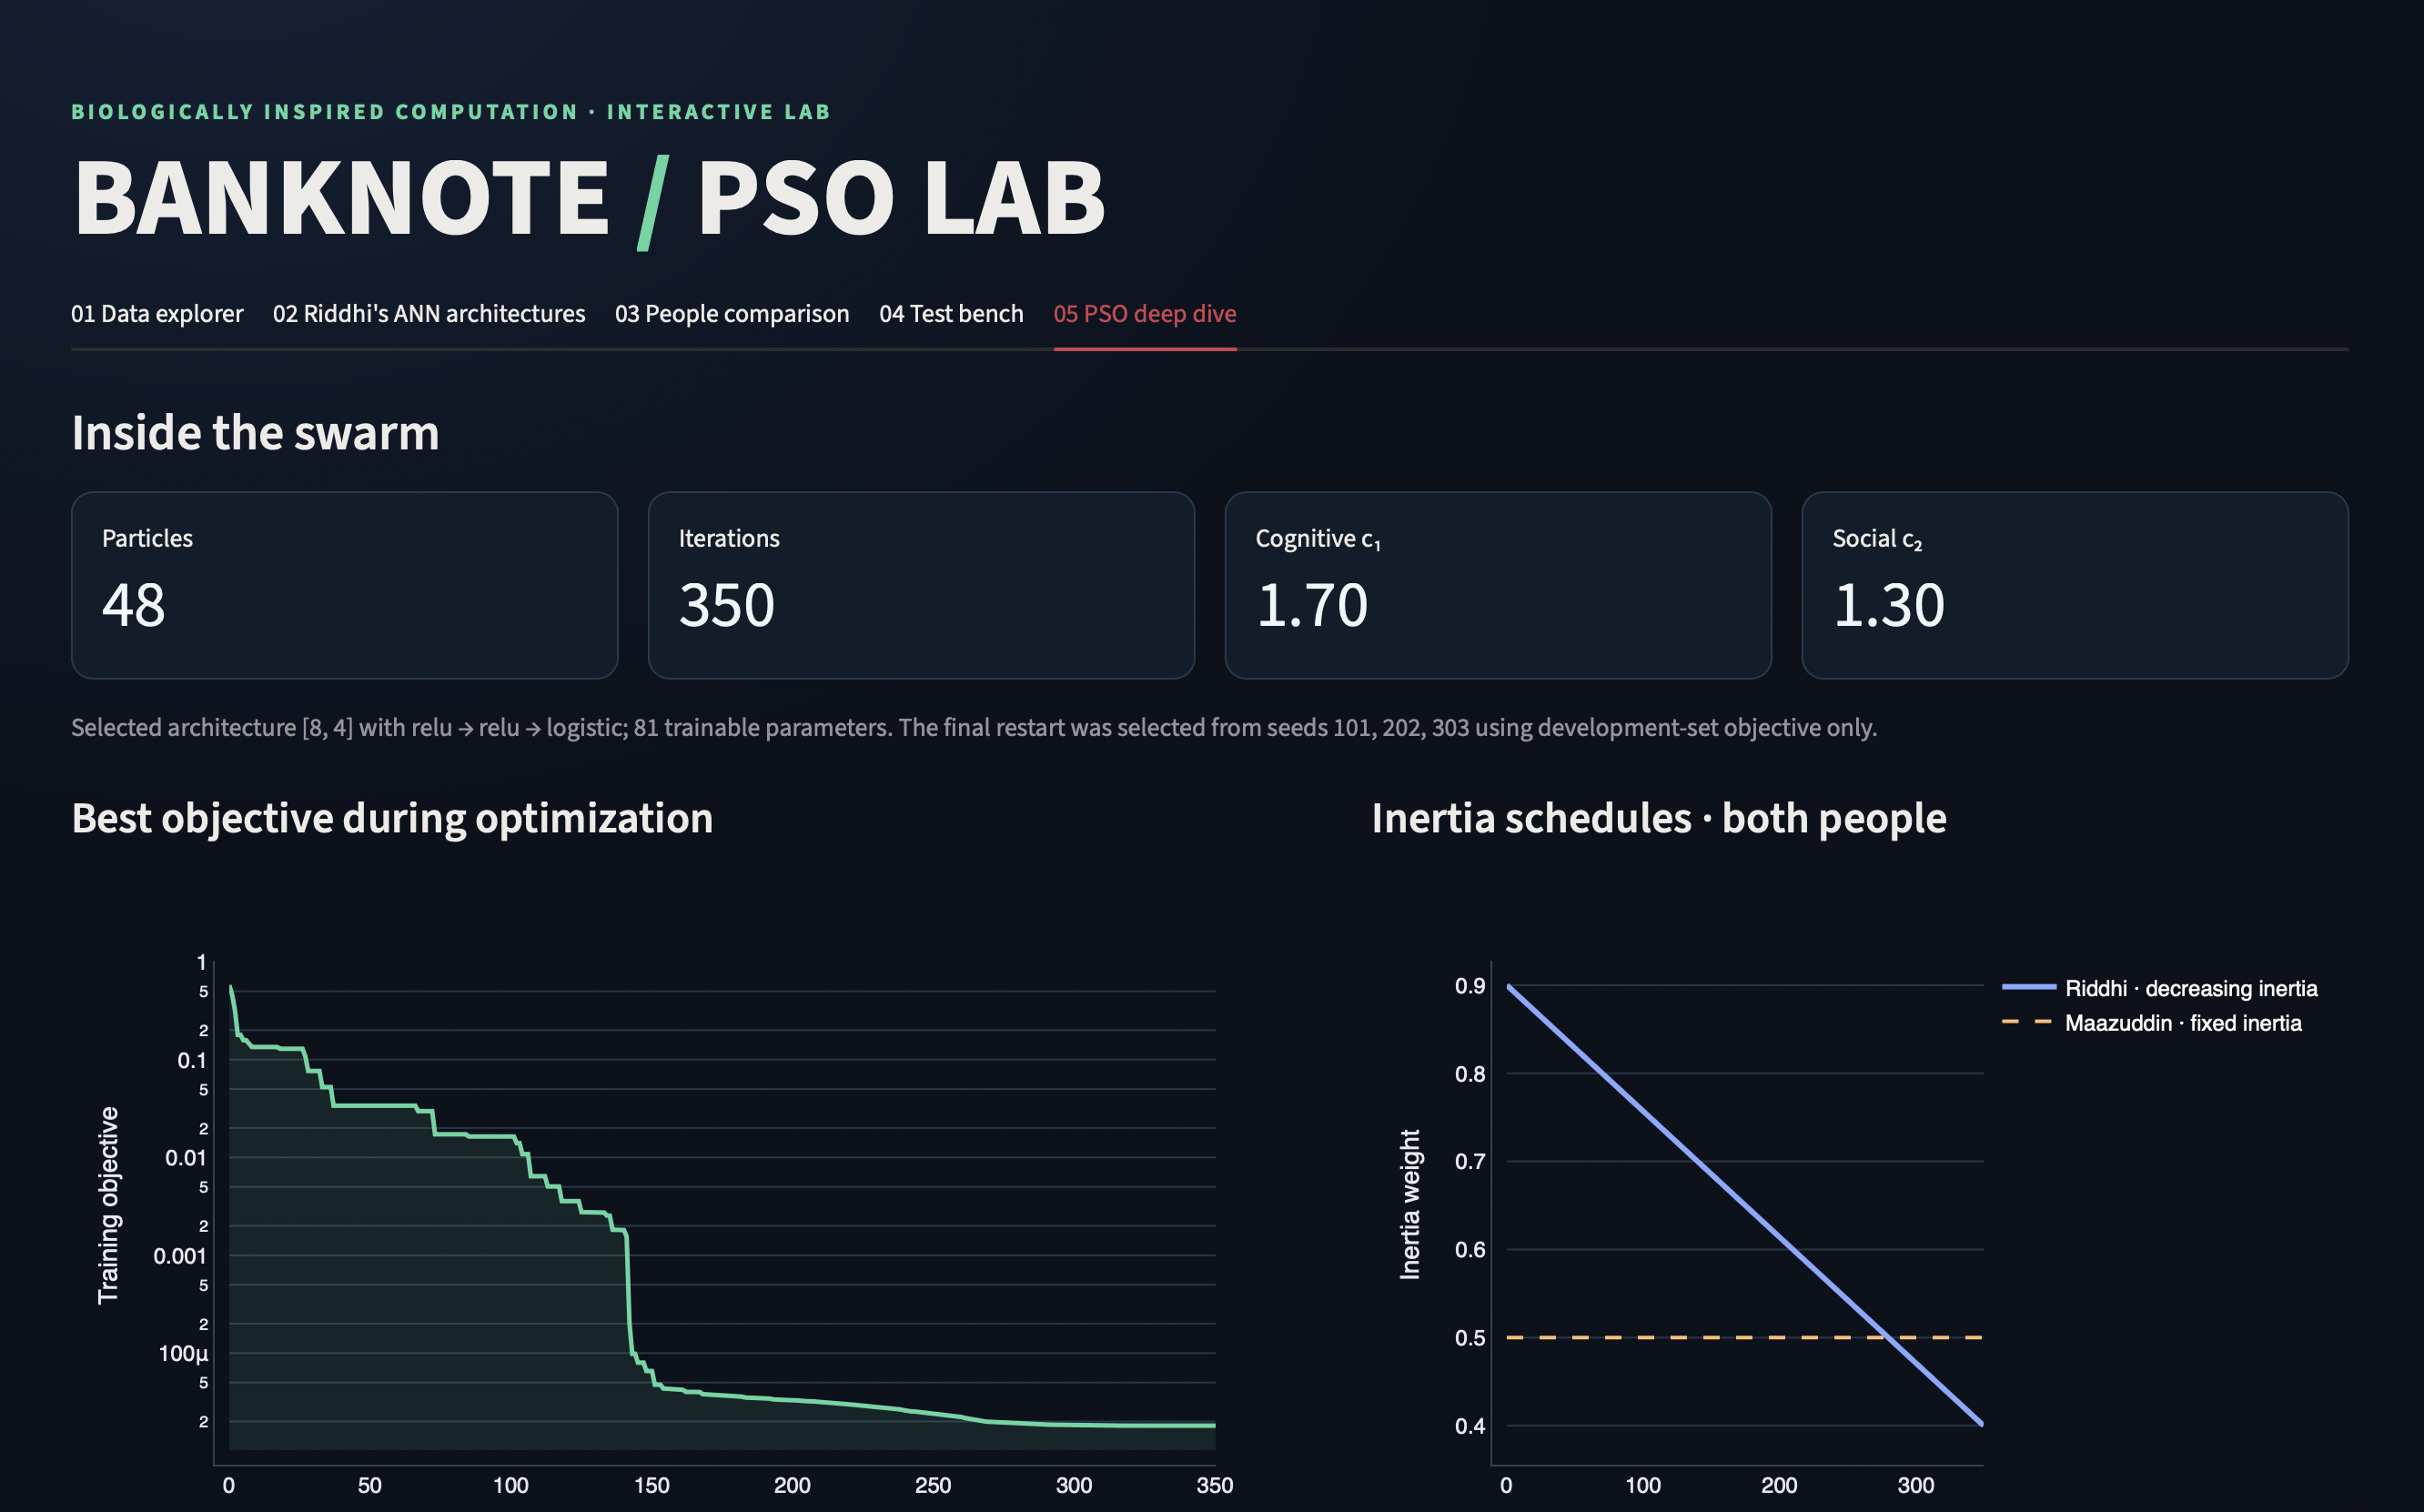 BIOLOGICALLY INSPIRED COMPUTATION · INTERACTIVE LAB
BANKNOTE / PSO LAB
01 Data explorer 02 Riddhi's ANN architectures 03 People comparison 04 Test bench 05 PSO deep dive
Inside the swarm
Particles
48
Iterations
350
Cognitive c₁
1.70
Social c₂
1.30
Selected architecture [8, 4] with relu → relu → logistic; 81 trainable parameters. The final restart was selected from seeds 101, 202, 303 using development-set objective only.
Best objective during optimization
Training objective
1
5
2
0.1
5
2
0.01
5
2
0.001
5
2
100μ
5
2
0 50 100 150 200 250 300 350
Inertia schedules · both people
Inertia weight
0.9
0.8
0.7
0.6
0.5
0.4
0 100 200 300
Riddhi · decreasing inertia
Maazuddin · fixed inertia